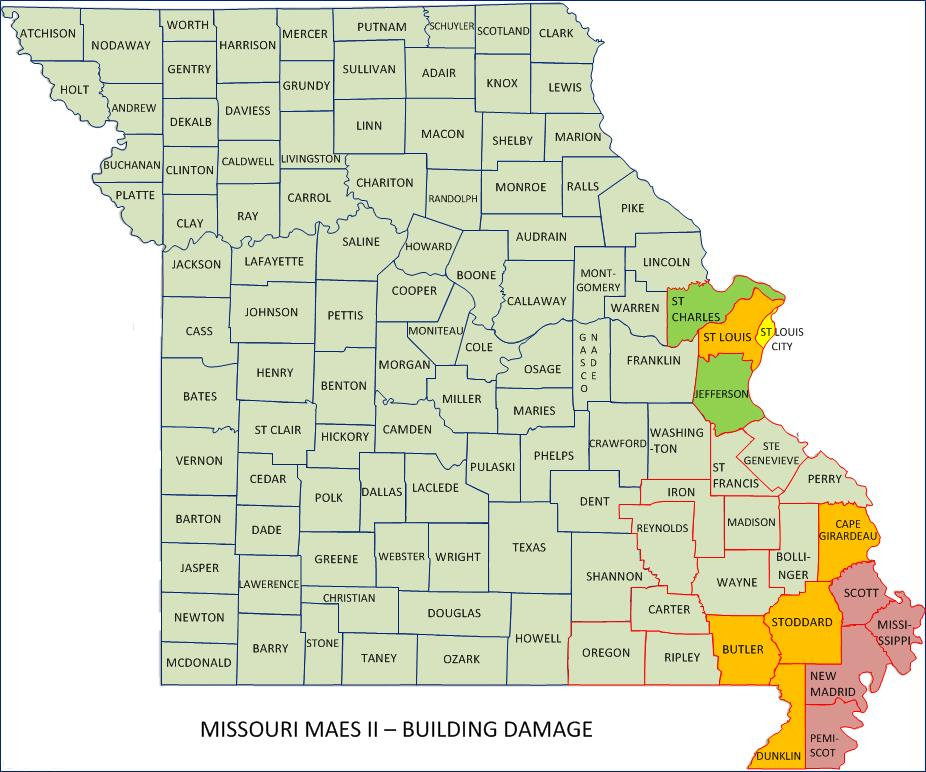 ATCHISON
NODAWAY
WORTH
HARRISON
MERCER
PUTNAM
SCHUYLER
SCOTLAND
CLARK
HOLT
GENTRY
GRUNDY
SULLIVAN
ADAIR
KNOX
LEWIS
ANDREW
DEKALB
DAVIESS
LINN
MACON
SHELBY
MARION
BUCHANAN
CLINTON
CALDWELL
LIVINGSTON
CHARITON
RANDOLPH
MONROE
RALLS
PIKE
PLATTE
CLAY
RAY
CARROL
SALINE
HOWARD
AUDRAIN
LINCOLN
JACKSON
LAFAYETTE
COOPER
BOONE
CALLAWAY
MONT-
GOMERY
WARREN
ST
CHARLES
CASS
JOHNSON
PETTIS
MONITEAU
COLE
OSAGE
GASCO
NADE
FRANKLIN
ST LOUIS
ST LOUIS
CITY
BATES
HENRY
BENTON
MORGAN
MILLER
MARIES
JEFFERSON
VERNON
ST CLAIR
HICKORY
CAMDEN
PULASKI
PHELPS
CRAWFORD
WASHING
-TON
ST
FRANCIS
STE
GENEVIEVE
PERRY
CEDAR
POLK
DALLAS
LACLEDE
DENT
IRON
BARTON
DADE
GREENE
WEBSTER
WRIGHT
TEXAS
REYNOLDS
MADISON
BOLLI-
NGER
CAPE
GIRARDEAU
JASPER
LAWERENCE
CHRISTIAN
DOUGLAS
SHANNON
WAYNE
SCOTT
NEWTON
CARTER
STODDARD
MISSI-
SSIPPI
MCDONALD
BARRY
STONE
TANEY
OZARK
HOWELL
OREGON
RIPLEY
BUTLER
NEW
MADRID
DUNKLIN
PEMI-
SCOT
MISSOURI MAES II – BUILDING DAMAGE